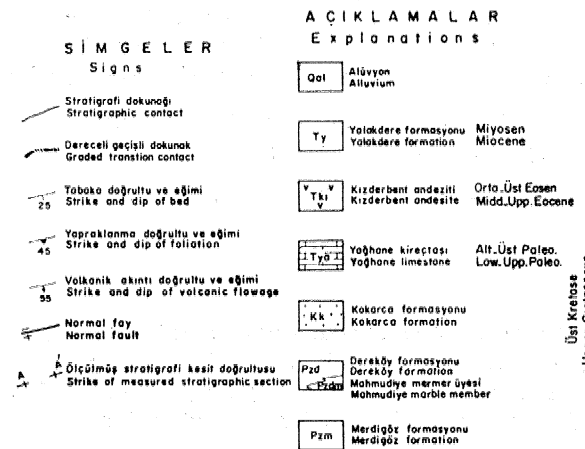 SİMGELER
Signs
Stratigrafi dokunağı
Stratigraphic contact
Dereceli geçişli dokunak
Graded transtion contact
25
Tabaka doğrultu ve eğimi
Strike and dip of bed
45
Yapraklanma doğrultu ve eğimi
Strike and dip of foliation
55
Volkanik akıntı doğrultu ve eğimi
Strike and dip of volcanic flowage
Normal fay
Normal fault
A A'
Ölçülmüş stratigrafi kesit doğrultusu
Strike of measured stratigraphic section
AÇIKLAMALAR
Explanations
Qal
Alüvyon
Alluvium
Ty
Yalakdere formasyonu Miyosen
Yalakdere formation Miocene
Tkı
Kızderbent andeziti Orta-Üst Eosen
Kızderbent andesite Midd.Upp.Eocene
Tyä
Yağhane kireçtaşı Alt.Üst Paleo.
Yağhane limestone Low.Upp.Paleo.
Kk
Kokarca formasyonu
Kokarca formation
Üst Kretase
Pzd
Pzdm
Dereköy formasyonu
Dereköy formation
Mahmudiye mermer üyesi
Mahmudiye marble member
Pzm
Merdigöz formasyonu
Merdigöz formation